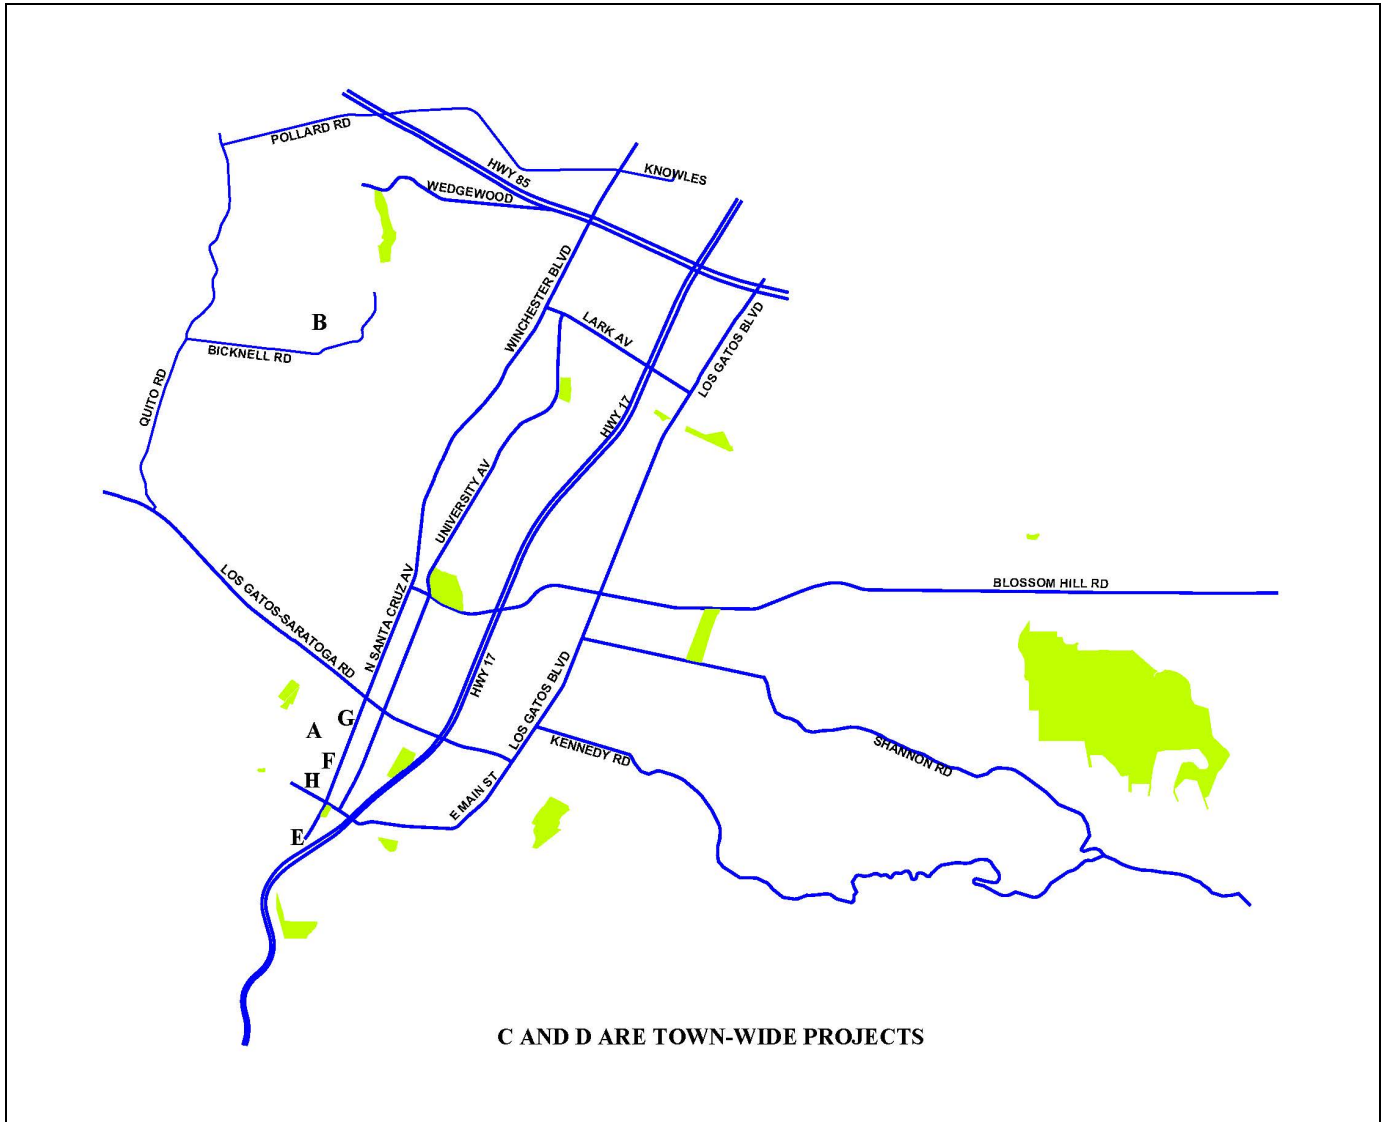 POLLARD RD
HWY 85
KNOWLES
WEDGEWOOD
WINCHESTER BLVD
B
LARK AV
LOS GATOS BLVD
BICKNELL RD
QUITO RD
HWY 17
UNIVERSITY AV
LOS GATOS-SARATOGA RD
N SANTA CRUZ AV
BLOSSOM HILL RD
HWY 17
LOS GATOS BLVD
G
A
KENNEDY RD
SHANNON RD
F
H
E MAIN ST
E
C AND D ARE TOWN-WIDE PROJECTS